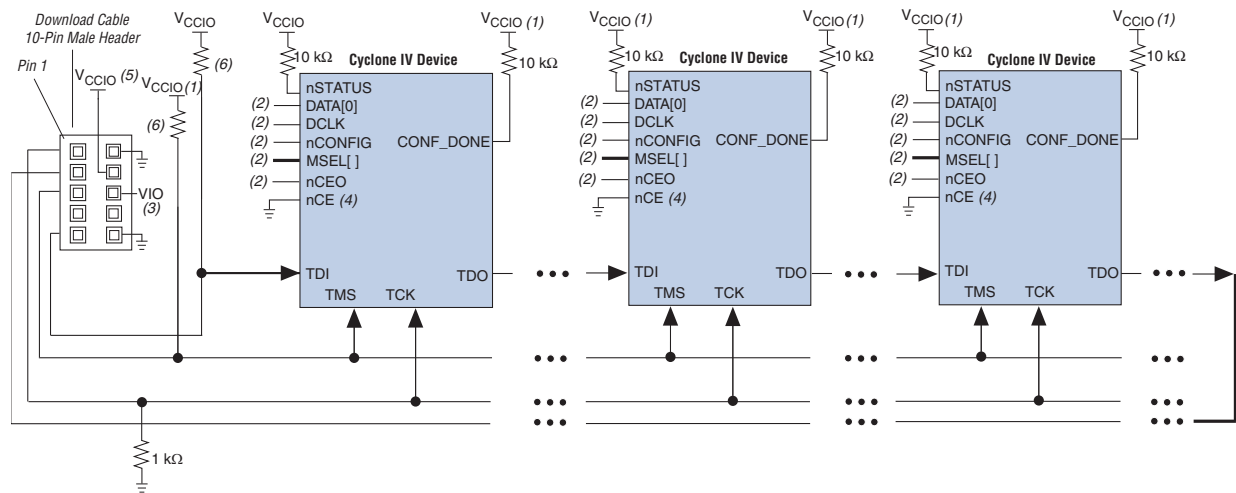 Download Cable
10-Pin Male Header
Pin 1
VCCIO (5)
VCCIO (1)
(6)
VCCIO
(6)
VIO
(3)
1 kΩ
VCCIO
10 kΩ
VCCIO (1)
10 kΩ
Cyclone IV Device
nSTATUS
(2) DATA[0]
(2) DCLK
(2) nCONFIG
CONF_DONE
(2) MSEL[ ]
(2) nCEO
nCE (4)
TDI
TDO
TMS
TCK
VCCIO (1)
10 kΩ
VCCIO (1)
10 kΩ
Cyclone IV Device
nSTATUS
(2) DATA[0]
(2) DCLK
(2) nCONFIG
CONF_DONE
(2) MSEL[ ]
(2) nCEO
nCE (4)
TDI
TDO
TMS
TCK
VCCIO (1)
10 kΩ
VCCIO (1)
10 kΩ
Cyclone IV Device
nSTATUS
(2) DATA[0]
(2) DCLK
(2) nCONFIG
CONF_DONE
(2) MSEL[ ]
(2) nCEO
nCE (4)
TDI
TDO
TMS
TCK